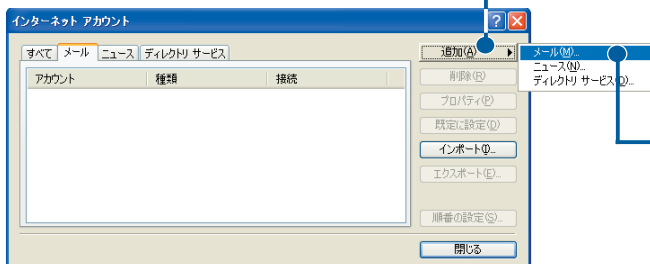 インターネット アカウント
すべて メール ニュース ディレクトリ サービス
アカウント 種類 接続
追加(A)
削除(R)
プロパティ(P)
既定に設定(D)
インポート(I)...
エクスポート(E)...
順番の設定(S)...
閉じる
メール(M)...
ニュース(N)...
ディレクトリ サービス(D)...